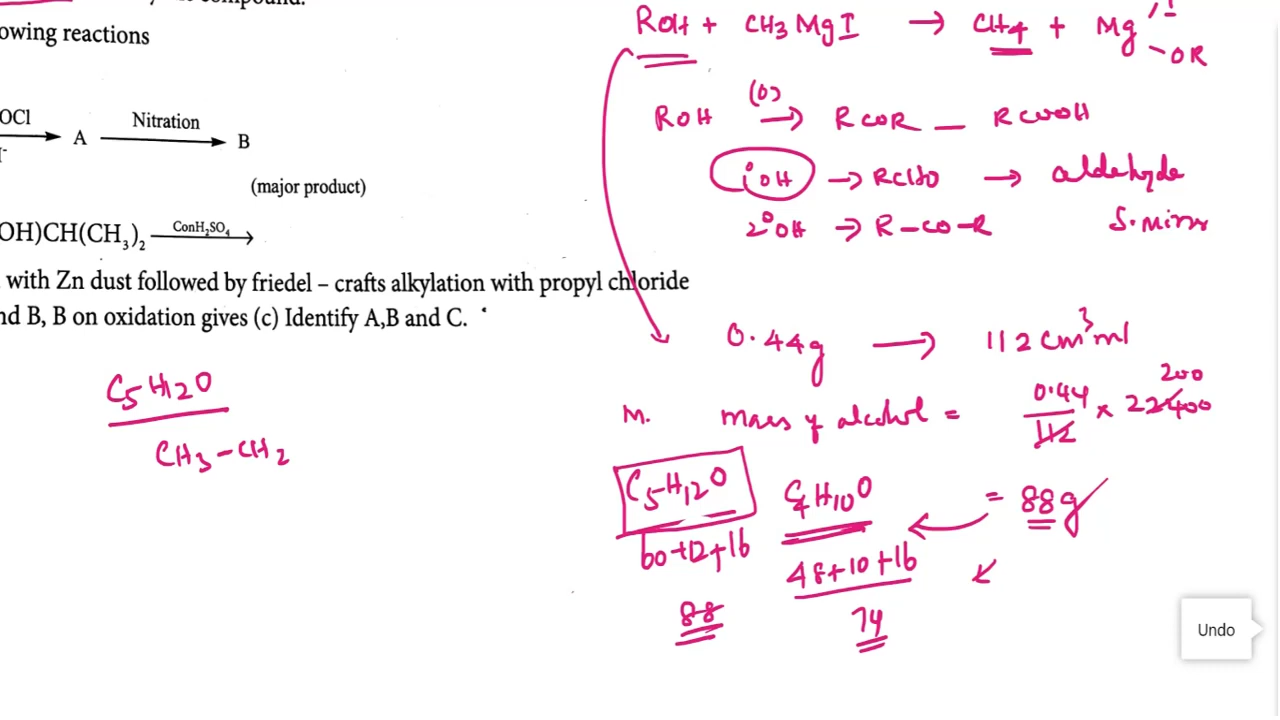 compound.
owing reactions
OCl
A Nitration B
(major product)
OH)CH(CH₃)₂ ConH₂SO₄
with Zn dust followed by friedel – crafts alkylation with propyl chloride
nd B, B on oxidation gives (c) Identify A,B and C.
C5H12O
CH3-CH2
ROH + CH3MgI → CH4 + Mg I
OR
ROH (O) → RCOR — RCOOH
1°OH → RCHO → aldehyde
2°OH → R-CO-R S.mirr
0.44g → 112 cm³ ml
M. mass of alcohol = 0.44/112 × 22400
200
= 88g
C5H12O C4H10O
60+12+16 48+10+16
88 74
Undo